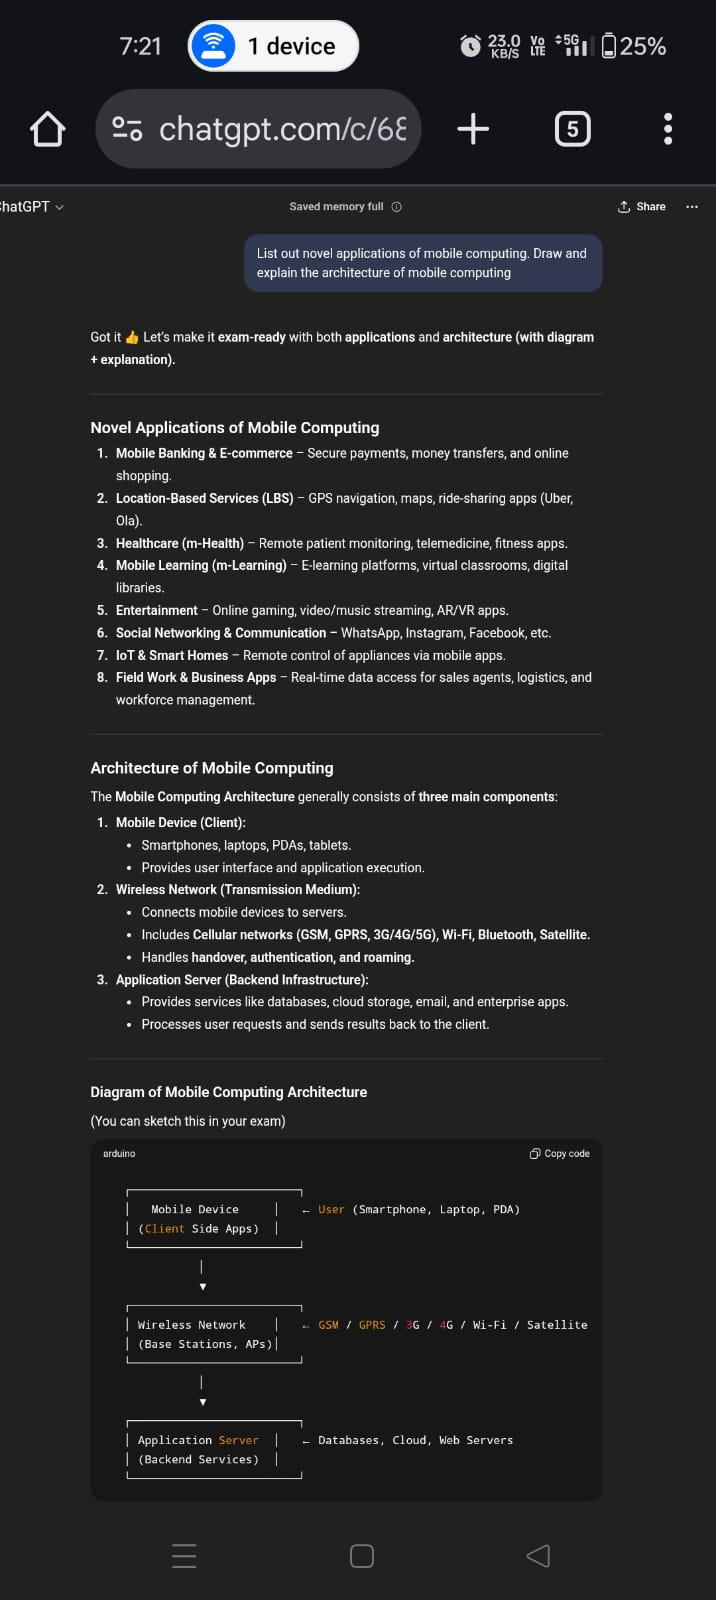 7:21
1 device
23.0 KB/S
Vo LTE
5G
25%
chatgpt.com/c/68
5
ChatGPT
Saved memory full
Share
List out novel applications of mobile computing. Draw and
explain the architecture of mobile computing
Got it 👍 Let's make it exam-ready with both applications and architecture (with diagram
+ explanation).
Novel Applications of Mobile Computing
1. Mobile Banking & E-commerce – Secure payments, money transfers, and online
shopping.
2. Location-Based Services (LBS) – GPS navigation, maps, ride-sharing apps (Uber,
Ola).
3. Healthcare (m-Health) – Remote patient monitoring, telemedicine, fitness apps.
4. Mobile Learning (m-Learning) – E-learning platforms, virtual classrooms, digital
libraries.
5. Entertainment – Online gaming, video/music streaming, AR/VR apps.
6. Social Networking & Communication – WhatsApp, Instagram, Facebook, etc.
7. IoT & Smart Homes – Remote control of appliances via mobile apps.
8. Field Work & Business Apps – Real-time data access for sales agents, logistics, and
workforce management.
Architecture of Mobile Computing
The Mobile Computing Architecture generally consists of three main components:
1. Mobile Device (Client):
• Smartphones, laptops, PDAs, tablets.
• Provides user interface and application execution.
2. Wireless Network (Transmission Medium):
• Connects mobile devices to servers.
• Includes Cellular networks (GSM, GPRS, 3G/4G/5G), Wi-Fi, Bluetooth, Satellite.
• Handles handover, authentication, and roaming.
3. Application Server (Backend Infrastructure):
• Provides services like databases, cloud storage, email, and enterprise apps.
• Processes user requests and sends results back to the client.
Diagram of Mobile Computing Architecture
(You can sketch this in your exam)
arduino
Copy code
Mobile Device ← User (Smartphone, Laptop, PDA)
(Client Side Apps)
Wireless Network ← GSM / GPRS / 3G / 4G / Wi-Fi / Satellite
(Base Stations, APs)
Application Server ← Databases, Cloud, Web Servers
(Backend Services)